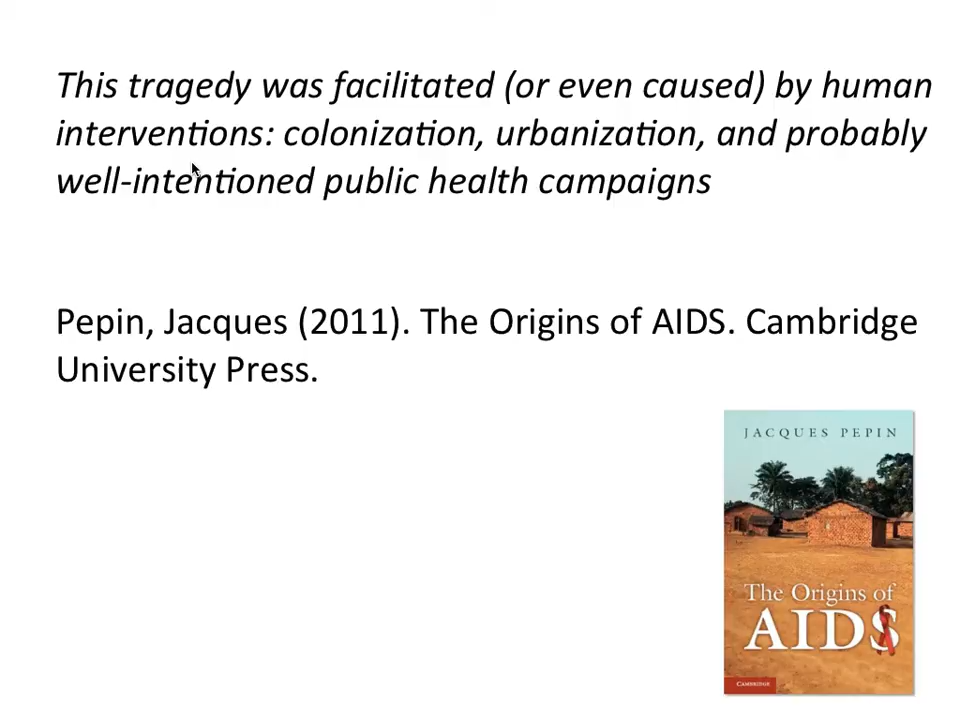 This tragedy was facilitated (or even caused) by human
interventions: colonization, urbanization, and probably
well-intentioned public health campaigns
Pepin, Jacques (2011). The Origins of AIDS. Cambridge
University Press.
JACQUES PEPIN
The Origins of
AIDS
CAMBRIDGE